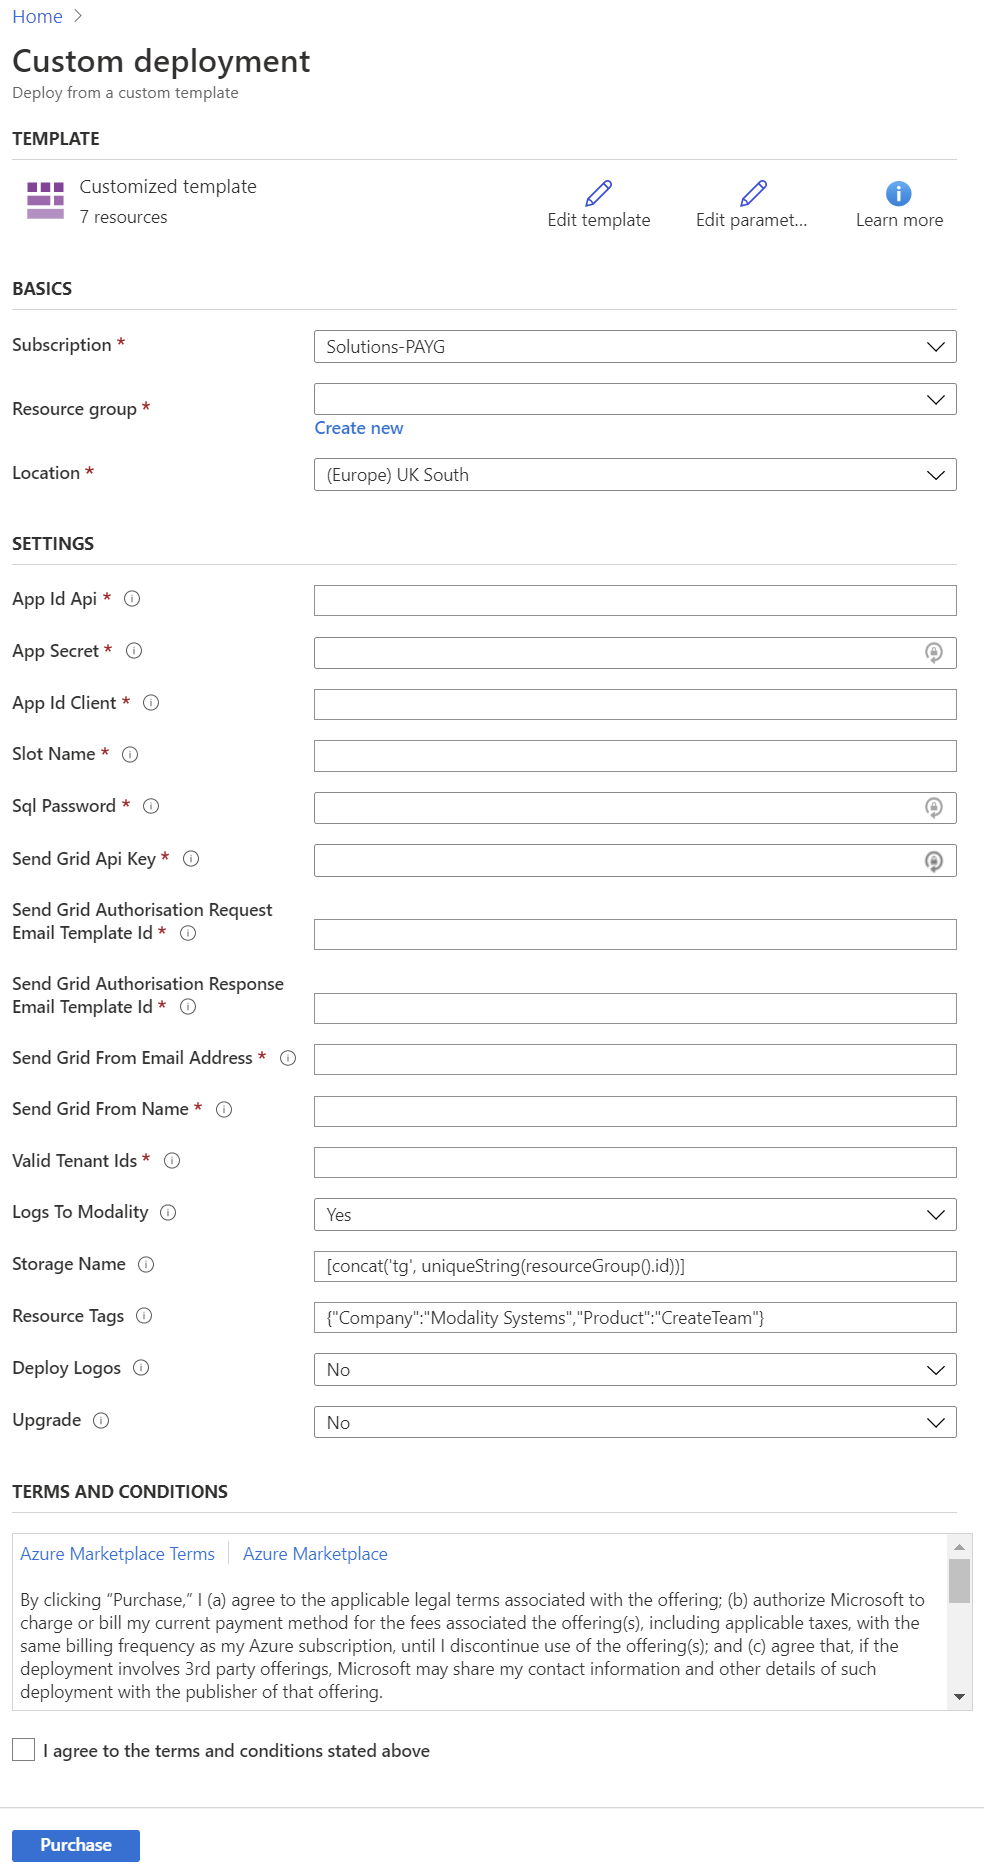 Home
Custom deployment
Deploy from a custom template
TEMPLATE
Customized template
7 resources
Edit template
Edit paramet...
Learn more
BASICS
Subscription *
Solutions-PAYG
Resource group *
Create new
Location *
(Europe) UK South
SETTINGS
App Id Api *
App Secret *
App Id Client *
Slot Name *
Sql Password *
Send Grid Api Key *
Send Grid Authorisation Request
Email Template Id *
Send Grid Authorisation Response
Email Template Id *
Send Grid From Email Address *
Send Grid From Name *
Valid Tenant Ids *
Logs To Modality
Yes
Storage Name
[concat('tg', uniqueString(resourceGroup().id))]
Resource Tags
{"Company":"Modality Systems","Product":"CreateTeam"}
Deploy Logos
No
Upgrade
No
TERMS AND CONDITIONS
Azure Marketplace Terms
Azure Marketplace
By clicking “Purchase,” I (a) agree to the applicable legal terms associated with the offering; (b) authorize Microsoft to
charge or bill my current payment method for the fees associated the offering(s), including applicable taxes, with the
same billing frequency as my Azure subscription, until I discontinue use of the offering(s); and (c) agree that, if the
deployment involves 3rd party offerings, Microsoft may share my contact information and other details of such
deployment with the publisher of that offering.
I agree to the terms and conditions stated above
Purchase